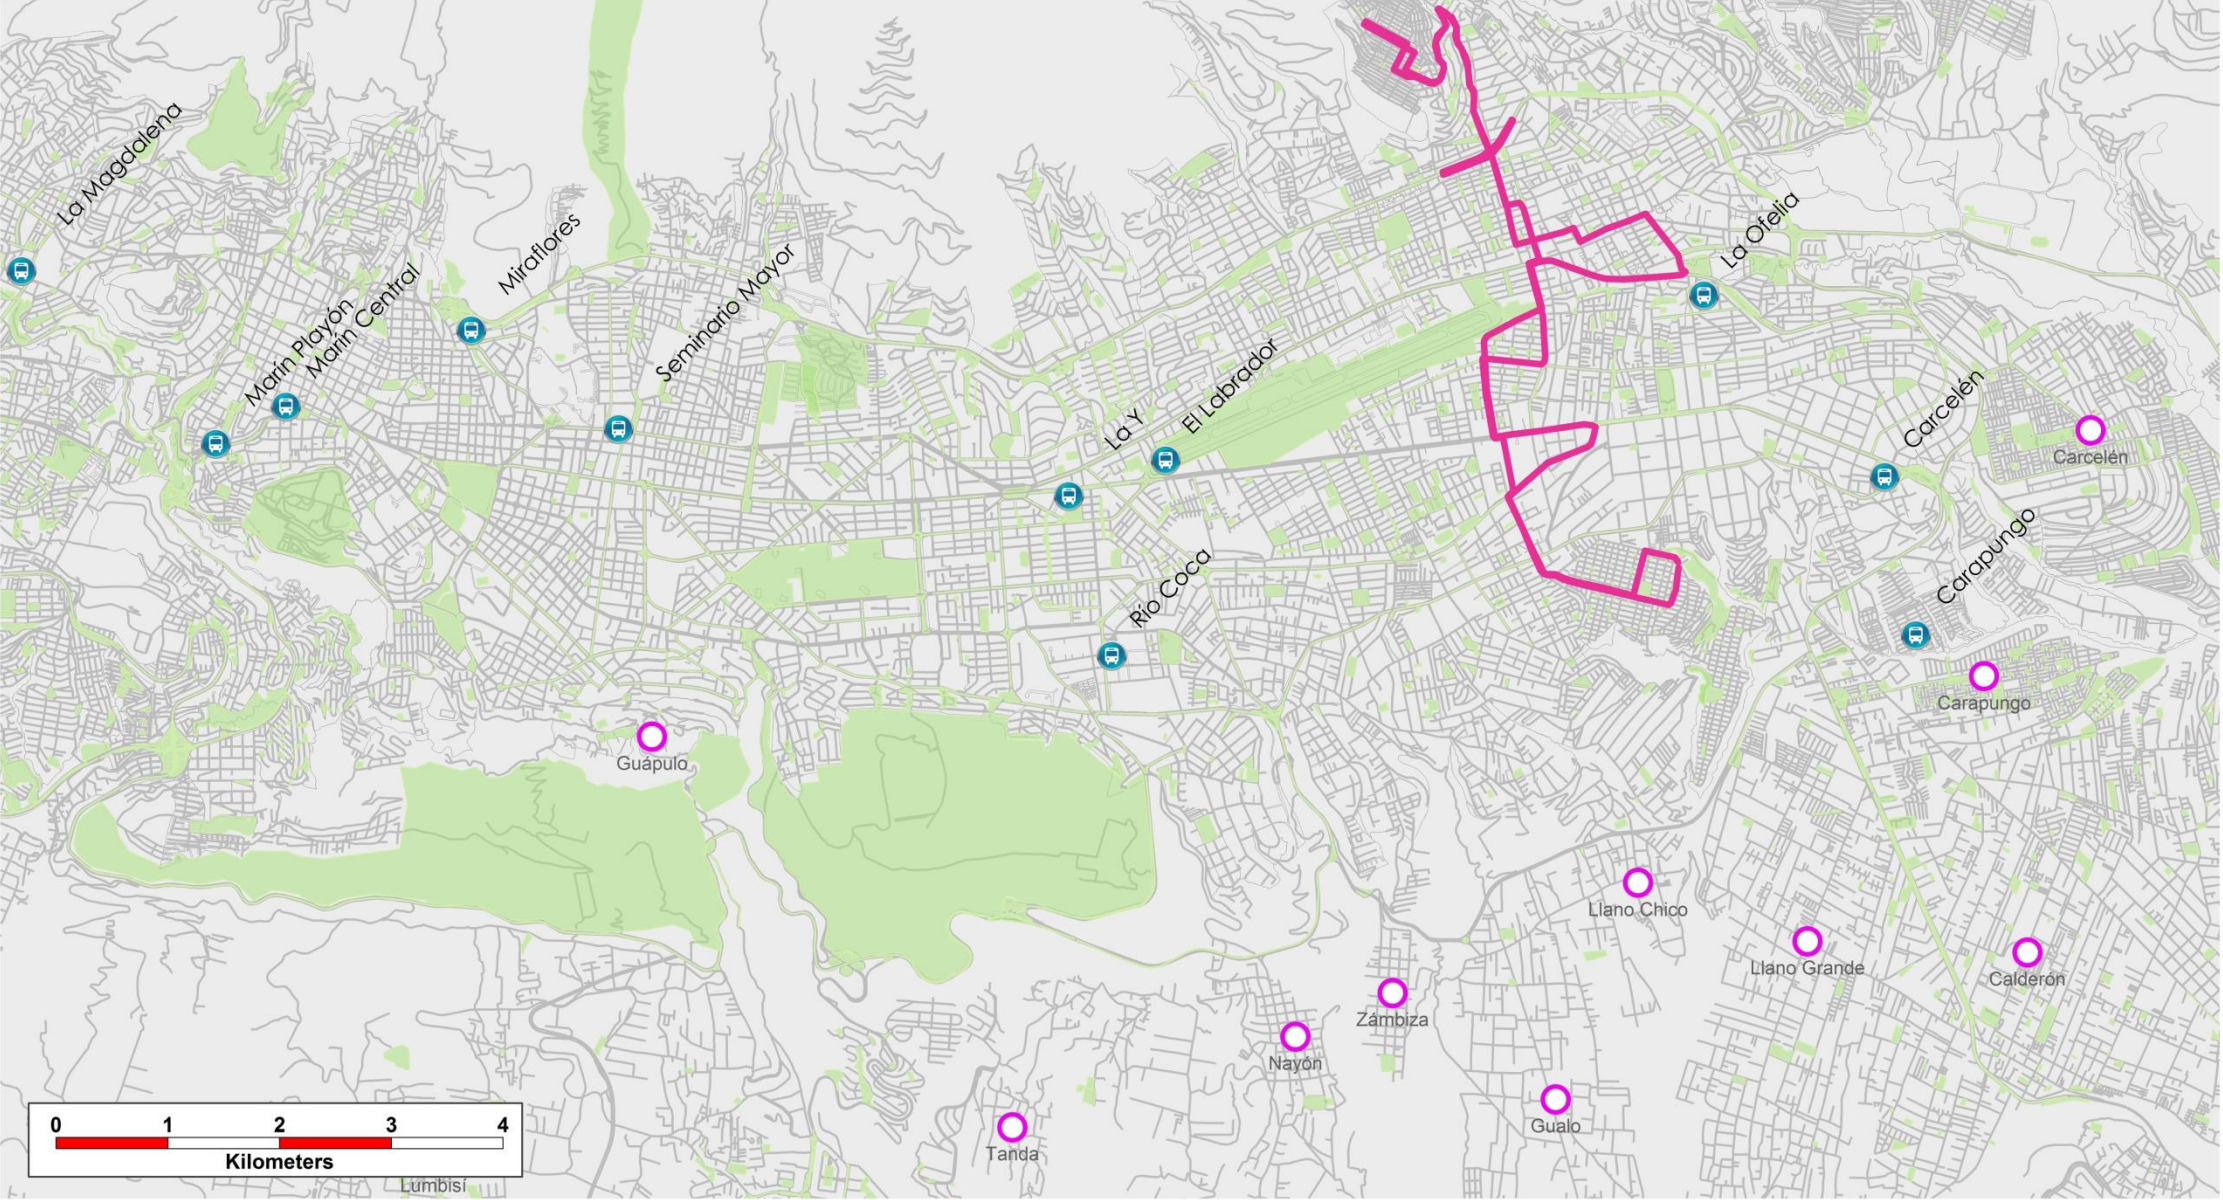 La Magdalena
Marín Playón
Marín Central
Miraflores
Seminario Mayor
La Y
El Labrador
La Ofelia
Carcelén
Carcelén
Carapungo
Río Coca
Carapungo
Guápulo
Llano Chico
Llano Grande
Calderón
Zámbiza
Nayón
Gualo
Tanda
0 1 2 3 4
Kilometers
Lumbisí